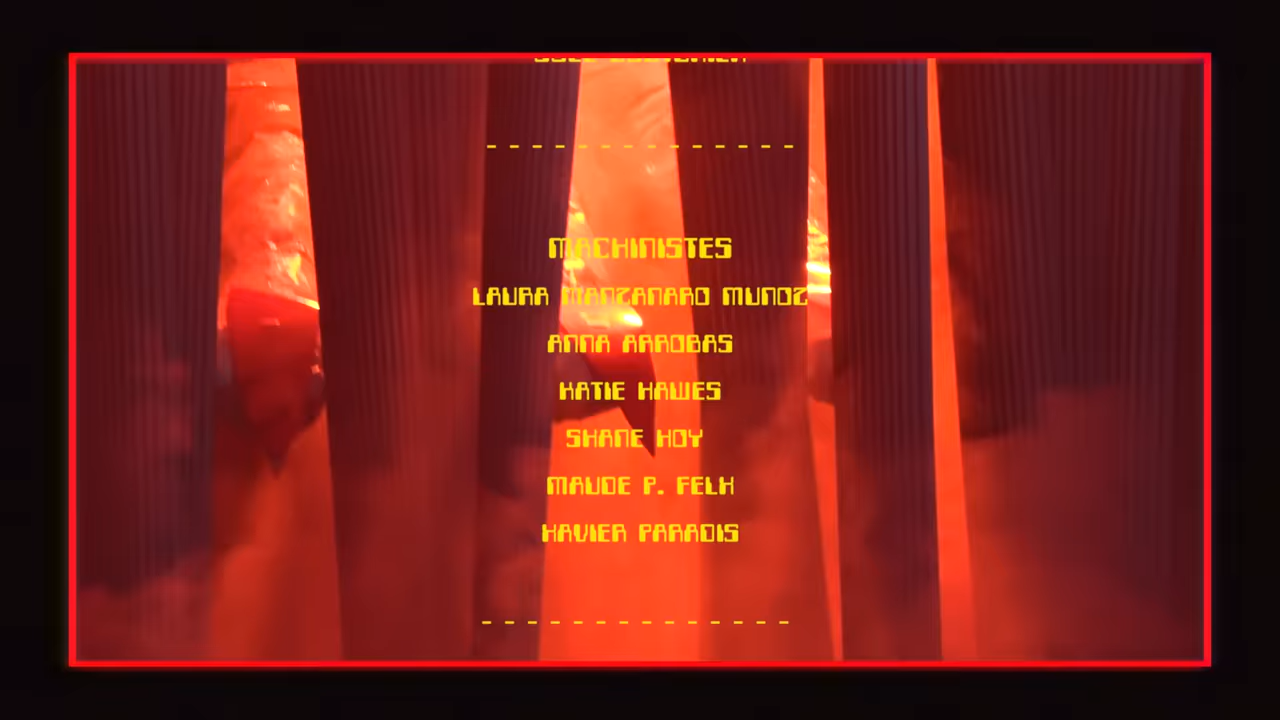 MACHINISTES
LAURA MANZANARO MUNOZ
ANNA ARROBAS
KATIE HAWES
SHANE HOY
MAUDE P. FELX
XAVIER PARADIS